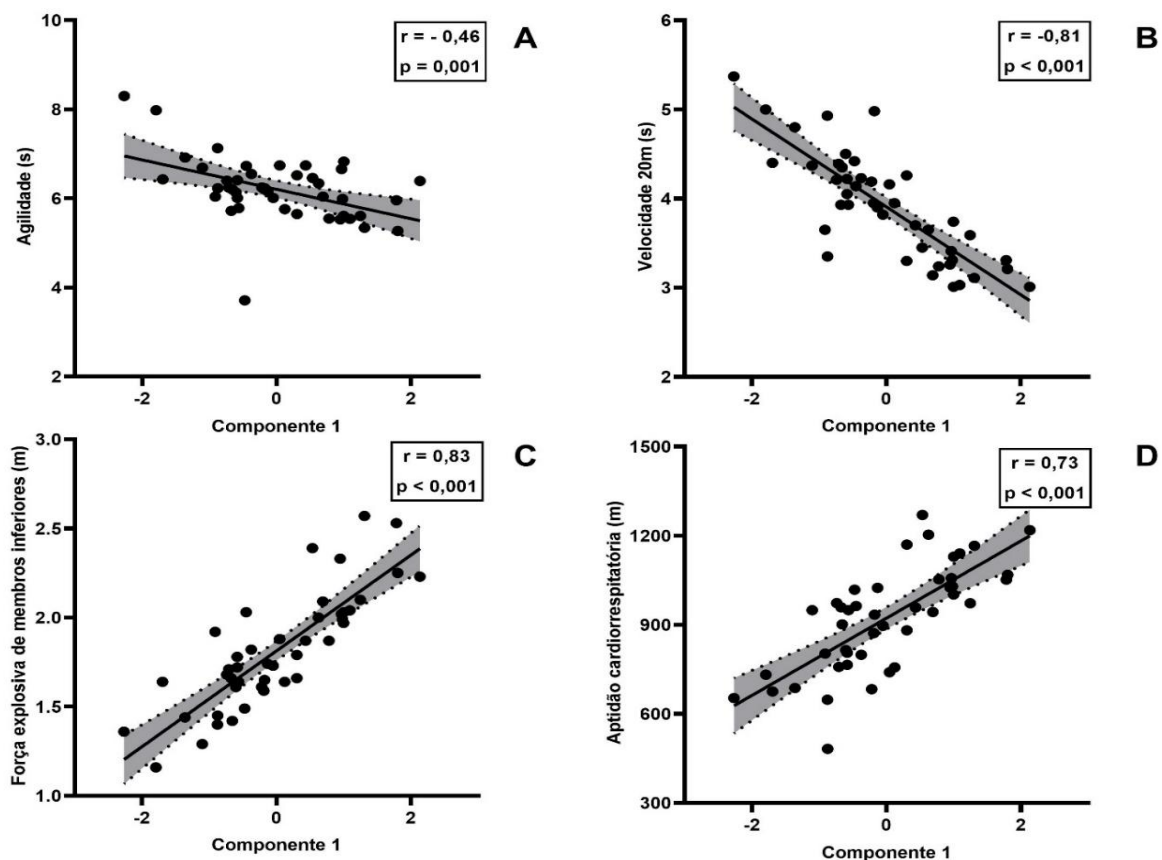 A
r = - 0,46
p = 0,001
Agilidade (s)
10
8
6
4
2
-2
0
2
Componente 1
B
r = -0,81
p < 0,001
Velocidade 20m (s)
6
5
4
3
2
-2
0
2
Componente 1
C
r = 0,83
p < 0,001
Força explosiva de membros inferiores (m)
3.0
2.5
2.0
1.5
1.0
-2
0
2
Componente 1
D
r = 0,73
p < 0,001
Aptidão cardiorrespitatória (m)
1500
1200
900
600
300
-2
0
2
Componente 1